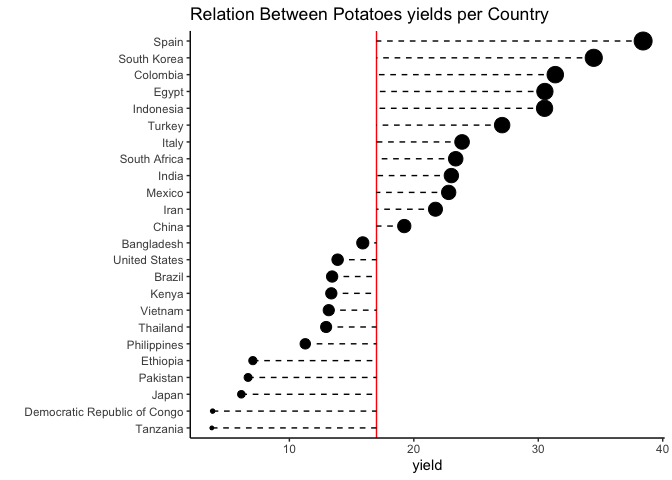 Relation Between Potatoes yields per Country
Spain
South Korea
Colombia
Egypt
Indonesia
Turkey
Italy
South Africa
India
Mexico
Iran
China
Bangladesh
United States
Brazil
Kenya
Vietnam
Thailand
Philippines
Ethiopia
Pakistan
Japan
Democratic Republic of Congo
Tanzania
10 20 30 40
yield